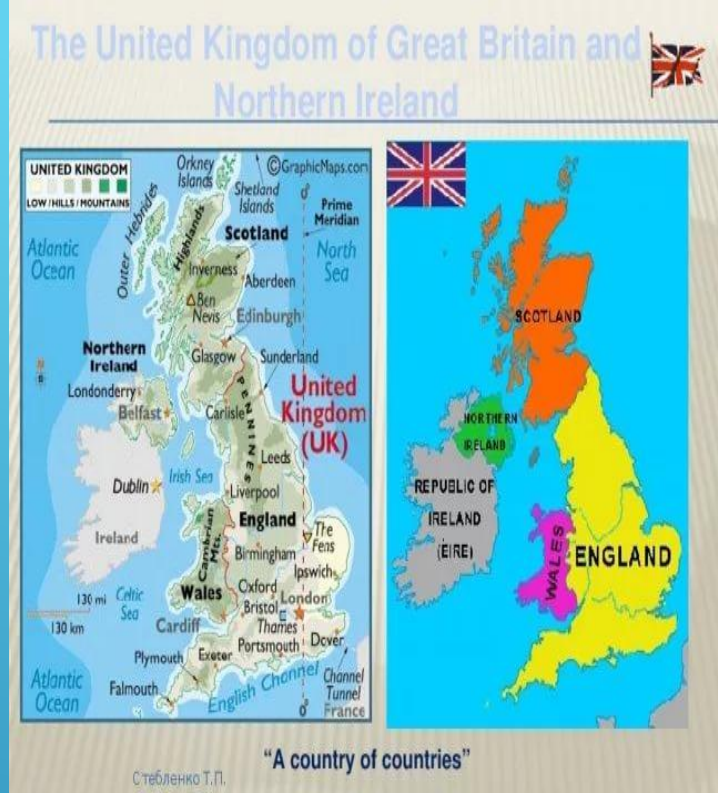 The United Kingdom of Great Britain and
Northern Ireland
UNITED KINGDOM
LOW / HILLS / MOUNTAINS
Orkney
Islands
©GraphicMaps.com
Shetland
Islands
0°
Prime
Meridian
Outer Hebrides
Highlands
Scotland
Atlantic
Ocean
North
Sea
Inverness
Aberdeen
Ben
Nevis
Edinburgh
Northern
Ireland
Glasgow
Sunderland
Londonderry
Belfast
Carlisle
PENNINES
United
Kingdom
(UK)
Leeds
Irish Sea
Dublin
Liverpool
Ireland
England
Cambrian
Mts.
The
Fens
Birmingham
Ipswich
130 mi
130 km
Celtic
Sea
Wales
Oxford
London
Bristol
Cardiff
Thames
Portsmouth
Dover
Plymouth
Exeter
Atlantic
Ocean
Falmouth
English Channel
Channel
Tunnel
France
0°
SCOTLAND
NORTHERN
IRELAND
REPUBLIC OF
IRELAND
(EIRE)
WALES
ENGLAND
“A country of countries”
Стебленко Т.П.